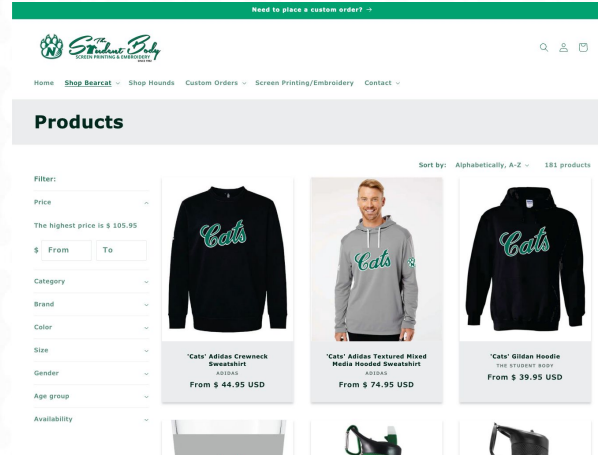 Need to place a custom order? →
The
Student Body
SCREEN PRINTING & EMBROIDERY
SINCE 1982
N
Home Shop Bearcat Shop Hounds Custom Orders Screen Printing/Embroidery Contact
Products
Sort by: Alphabetically, A-Z 181 products
Filter:
Price
The highest price is $ 105.95
$ From To
Category
Brand
Color
Size
Gender
Age group
Availability
Cats
Cats
Cats
'Cats' Adidas Crewneck
Sweatshirt
ADIDAS
From $ 44.95 USD
'Cats' Adidas Textured Mixed
Media Hooded Sweatshirt
ADIDAS
From $ 74.95 USD
'Cats' Gildan Hoodie
THE STUDENT BODY
From $ 39.95 USD